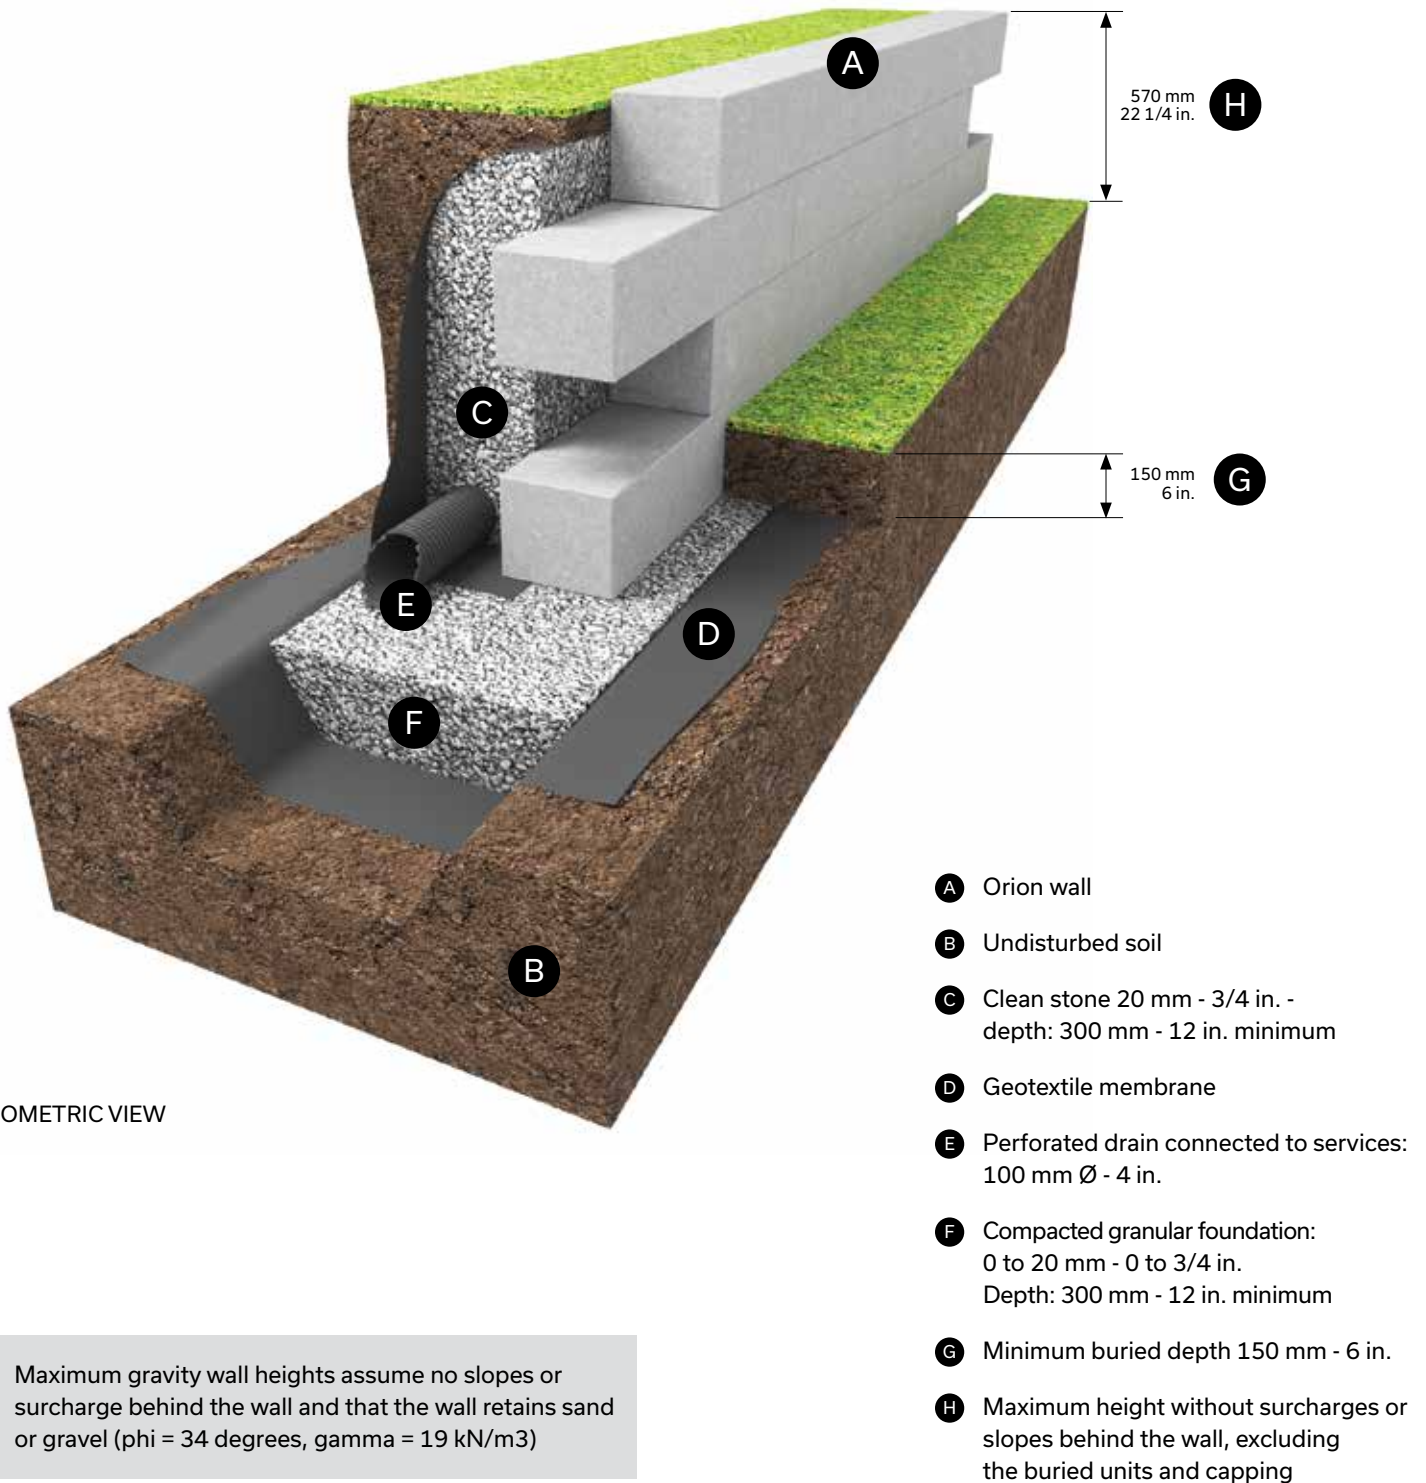 A
570 mm
22 1/4 in.
H
C
150 mm
6 in.
G
E
D
F
B
OMETRIC VIEW
A Orion wall
B Undisturbed soil
C Clean stone 20 mm - 3/4 in. -
depth: 300 mm - 12 in. minimum
D Geotextile membrane
E Perforated drain connected to services:
100 mm Ø - 4 in.
F Compacted granular foundation:
0 to 20 mm - 0 to 3/4 in.
Depth: 300 mm - 12 in. minimum
G Minimum buried depth 150 mm - 6 in.
H Maximum height without surcharges or
slopes behind the wall, excluding
the buried units and capping
Maximum gravity wall heights assume no slopes or
surcharge behind the wall and that the wall retains sand
or gravel (phi = 34 degrees, gamma = 19 kN/m3)